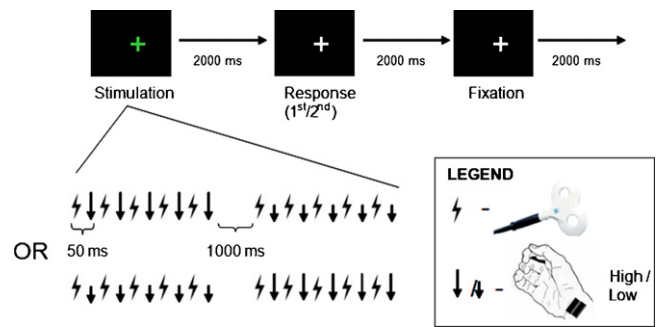 2000 ms
2000 ms
2000 ms
Stimulation
Response
(1st/2nd)
Fixation
LEGEND
-
OR
50 ms
1000 ms
/
-
High /
Low